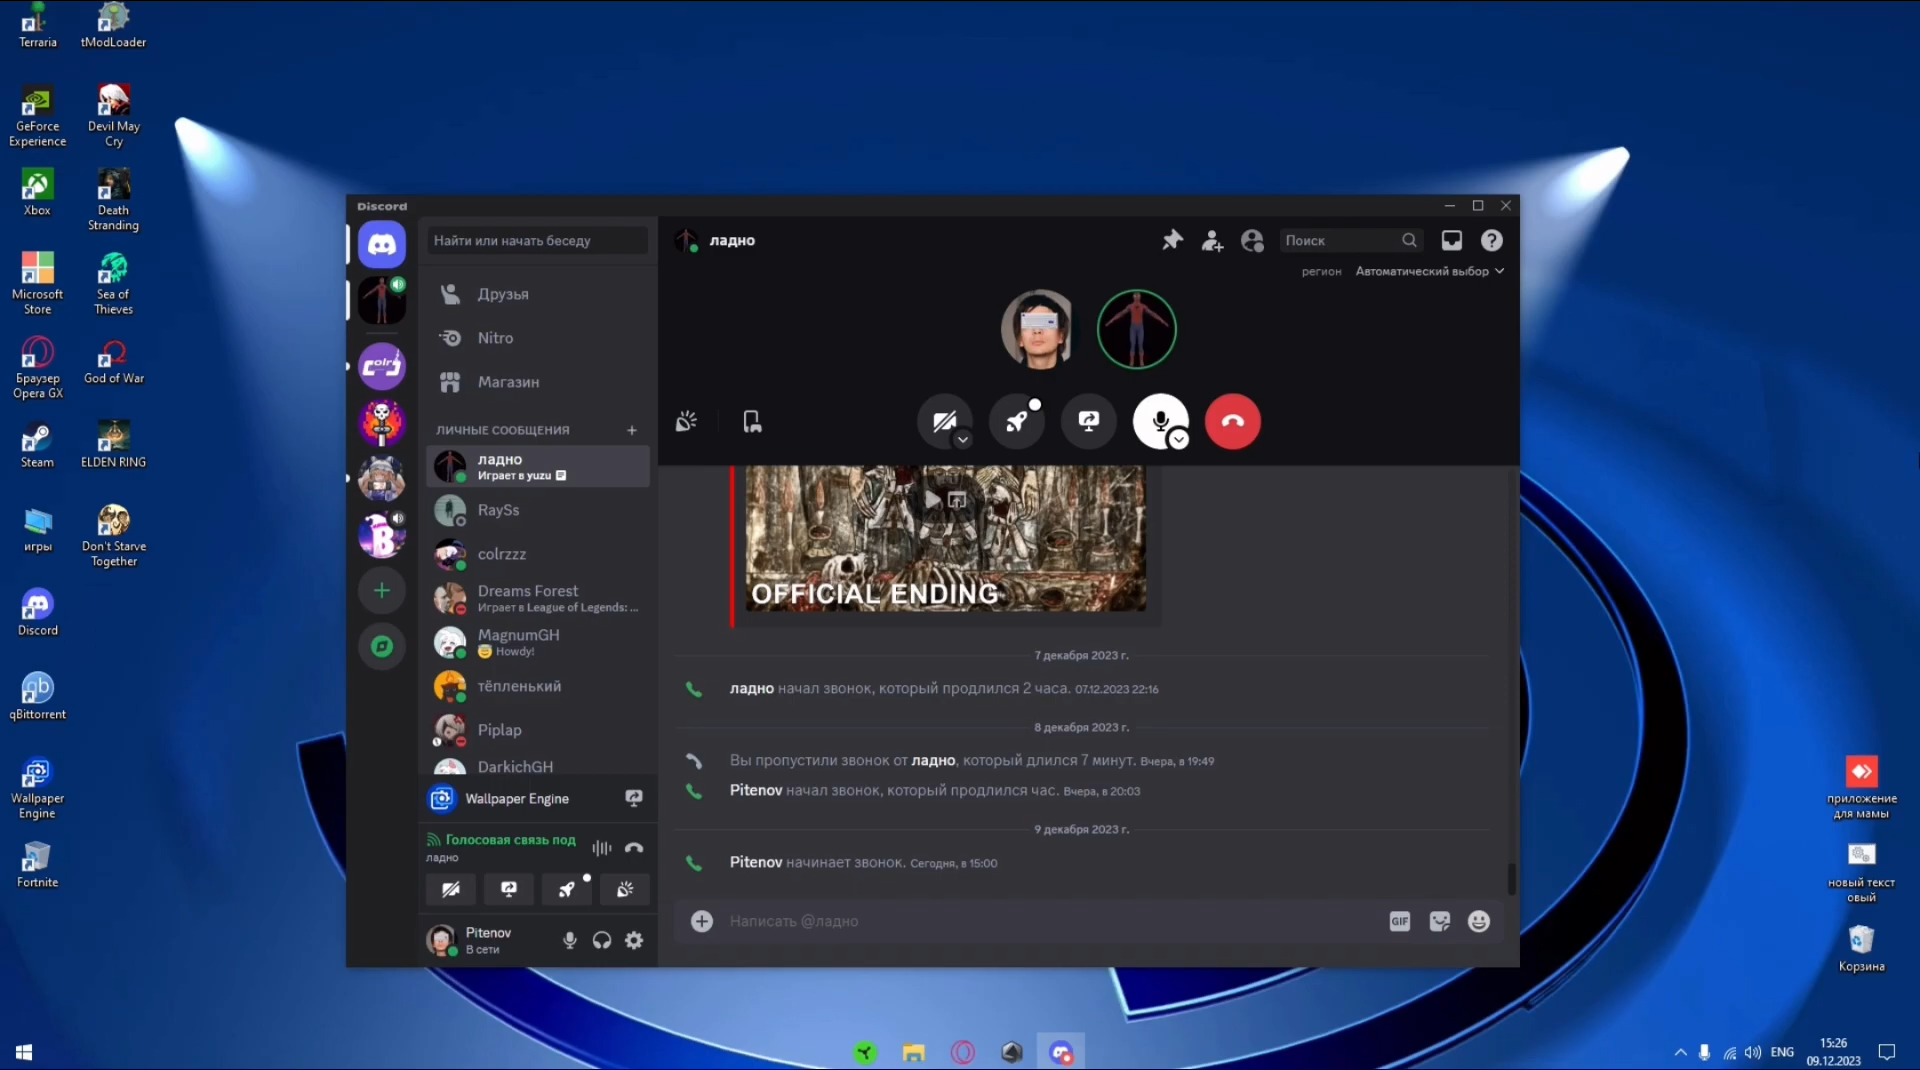 Terraria
tModLoader
GeForce
Experience
Devil May
Cry
Xbox
Death
Stranding
Microsoft
Store
Sea of
Thieves
Браузер
Opera GX
God of War
Steam
ELDEN RING
игры
Don't Starve
Together
Discord
qBittorrent
Wallpaper
Engine
Fortnite
Discord
Найти или начать беседу
Друзья
Nitro
Магазин
ЛИЧНЫЕ СООБЩЕНИЯ
ладно
Играет в yuzu
RaySs
colrzzz
Dreams Forest
Играет в League of Legends: ...
MagnumGH
Howdy!
тёпленький
Piplap
DarkichGH
Wallpaper Engine
Голосовая связь под
ладно
Pitenov
В сети
ладно
Поиск
регион Автоматический выбор
OFFICIAL ENDING
7 декабря 2023 г.
ладно начал звонок, который продлился 2 часа. 07.12.2023 22:16
8 декабря 2023 г.
Вы пропустили звонок от ладно, который длился 7 минут. Вчера, в 19:49
Pitenov начал звонок, который продлился час. Вчера, в 20:03
9 декабря 2023 г.
Pitenov начинает звонок. Сегодня, в 15:00
Написать @ладно
GIF
приложение
для мамы
новый текст
овый
Корзина
ENG
15:26
09.12.2023